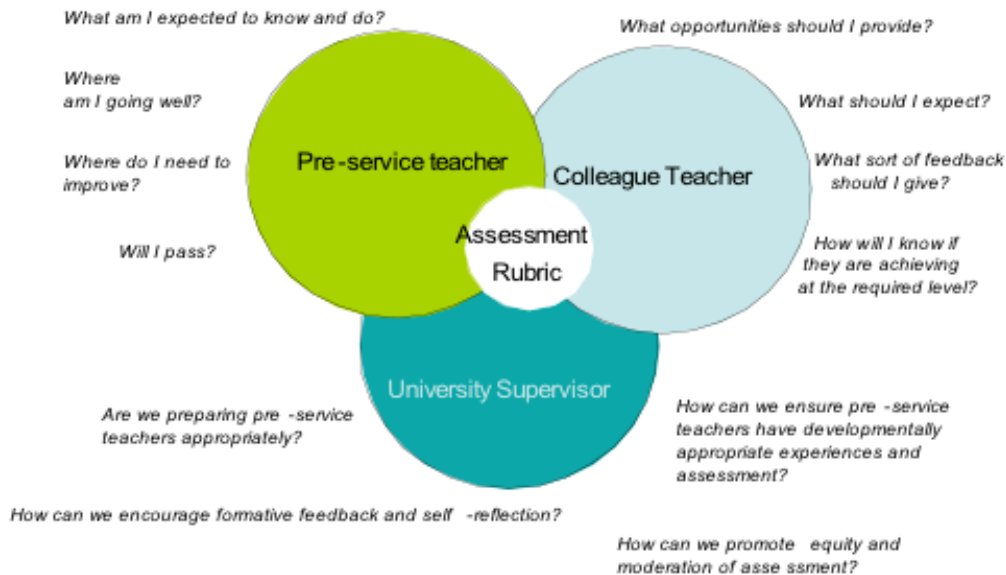 What am I expected to know and do?
What opportunities should I provide?
Where
am I going well?
What should I expect?
Where do I need to
improve?
Pre-service teacher
Colleague Teacher
What sort of feedback
should I give?
Will I pass?
Assessment
Rubric
How will I know if
they are achieving
at the required level?
University Supervisor
Are we preparing pre-service
teachers appropriately?
How can we ensure pre-service
teachers have developmentally
appropriate experiences and
assessment?
How can we encourage formative feedback and self-reflection?
How can we promote equity and
moderation of assessment?